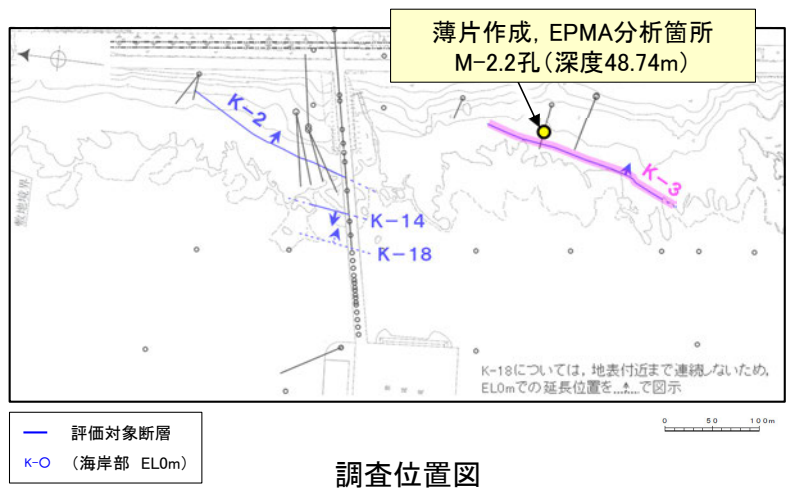 薄片作成，EPMA分析箇所
M-2.2孔（深度48.74m）
K-2
K-3
K-14
K-18
敷地境界
K-18については，地表付近まで連続しないため，
EL0mでの延長位置を....↑....で図示
評価対象断層
K-○ （海岸部 EL0m）
0 50 100m
調査位置図